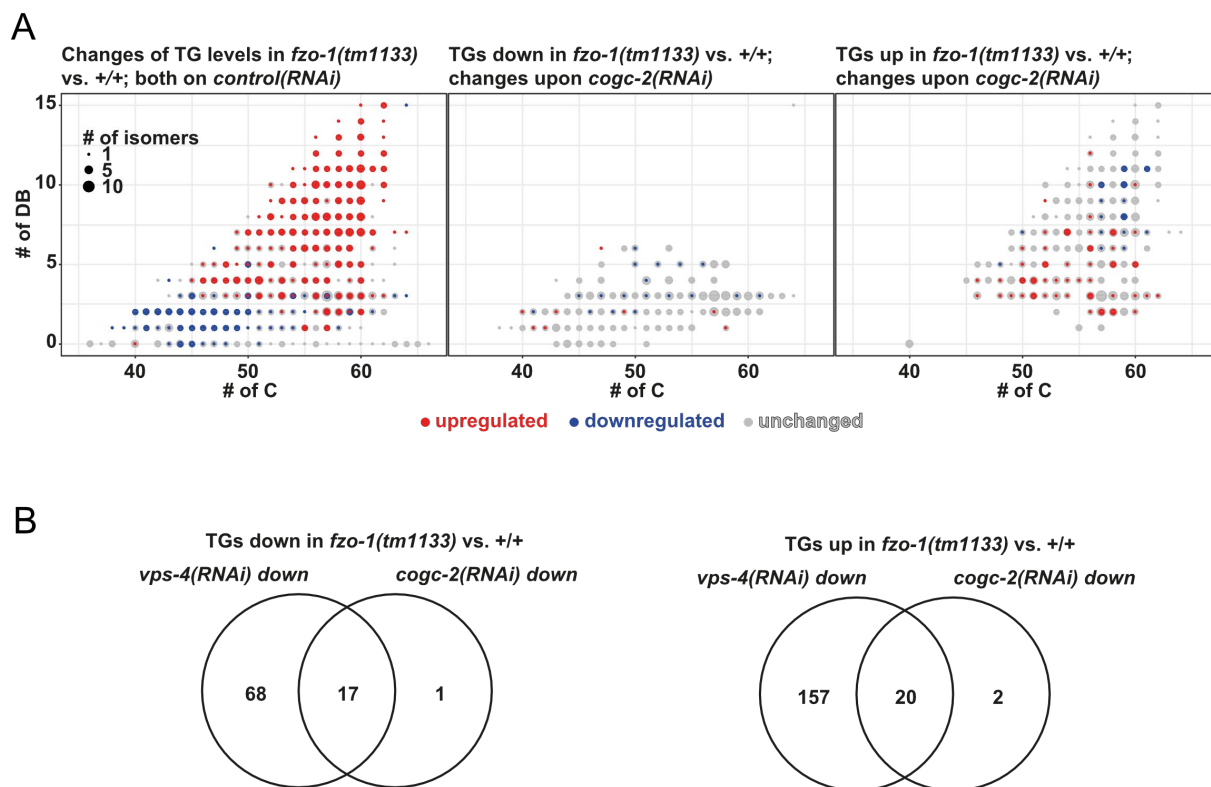 A
Changes of TG levels in fzo-1(tm1133)
vs. +/+; both on control(RNAi)
TGs down in fzo-1(tm1133) vs. +/+;
changes upon cogc-2(RNAi)
TGs up in fzo-1(tm1133) vs. +/+;
changes upon cogc-2(RNAi)
# of isomers
1
5
10
15
10
5
0
# of DB
40 50 60
40 50 60
40 50 60
# of C
# of C
# of C
upregulated downregulated unchanged
B
TGs down in fzo-1(tm1133) vs. +/+
vps-4(RNAi) down
cogc-2(RNAi) down
68 17 1
TGs up in fzo-1(tm1133) vs. +/+
vps-4(RNAi) down
cogc-2(RNAi) down
157 20 2